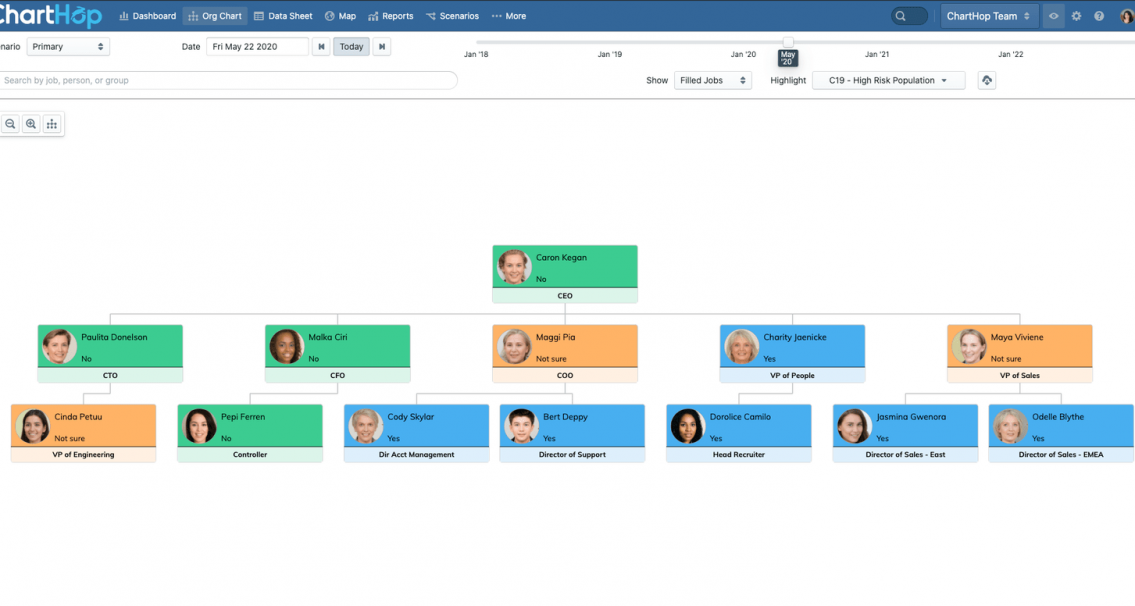 ChartHop Dashboard Org Chart Data Sheet Map Reports Scenarios More ChartHop Team
nario Primary Date Fri May 22 2020 Today
Jan '18 Jan '19 Jan '20 May '20 Jan '21 Jan '22
Search by job, person, or group Show Filled Jobs Highlight C19 - High Risk Population
Caron Kegan
No
CEO
Paulita Donelson
No
CTO
Malka Ciri
No
CFO
Maggi Pia
Not sure
COO
Charity Jaenicke
Yes
VP of People
Maya Viviene
Not sure
VP of Sales
Cinda Petuu
Not sure
VP of Engineering
Pepi Ferren
No
Controller
Cody Skylar
Yes
Dir Acct Management
Bert Deppy
Yes
Director of Support
Dorolice Camilo
Yes
Head Recruiter
Jasmina Gwenora
Yes
Director of Sales - East
Odelle Blythe
Yes
Director of Sales - EMEA